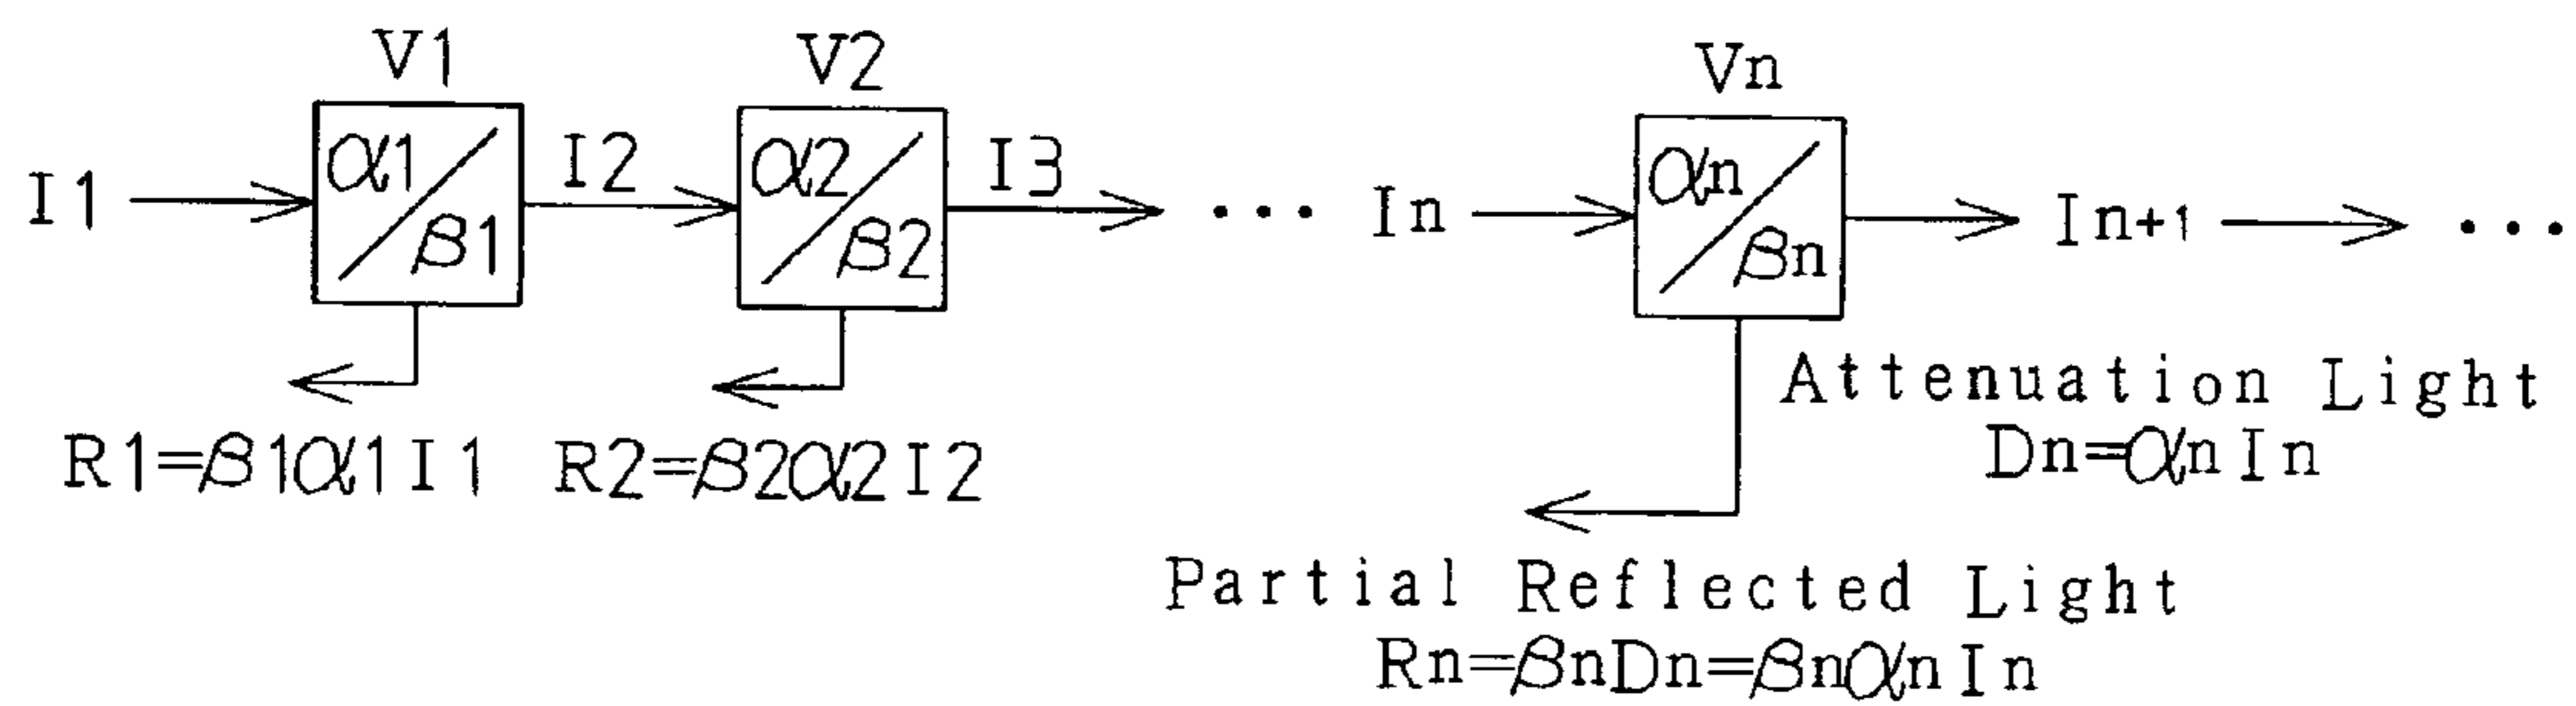 V1 V2 Vn
I1 α1 β1 I2 α2 β2 I3 ・・・ In αn βn In+1 ・・・
R1=β1α1I1 R2=β2α2I2
Attenuation Light
Dn=αnIn
Partial Reflected Light
Rn=βnDn=βnαnIn